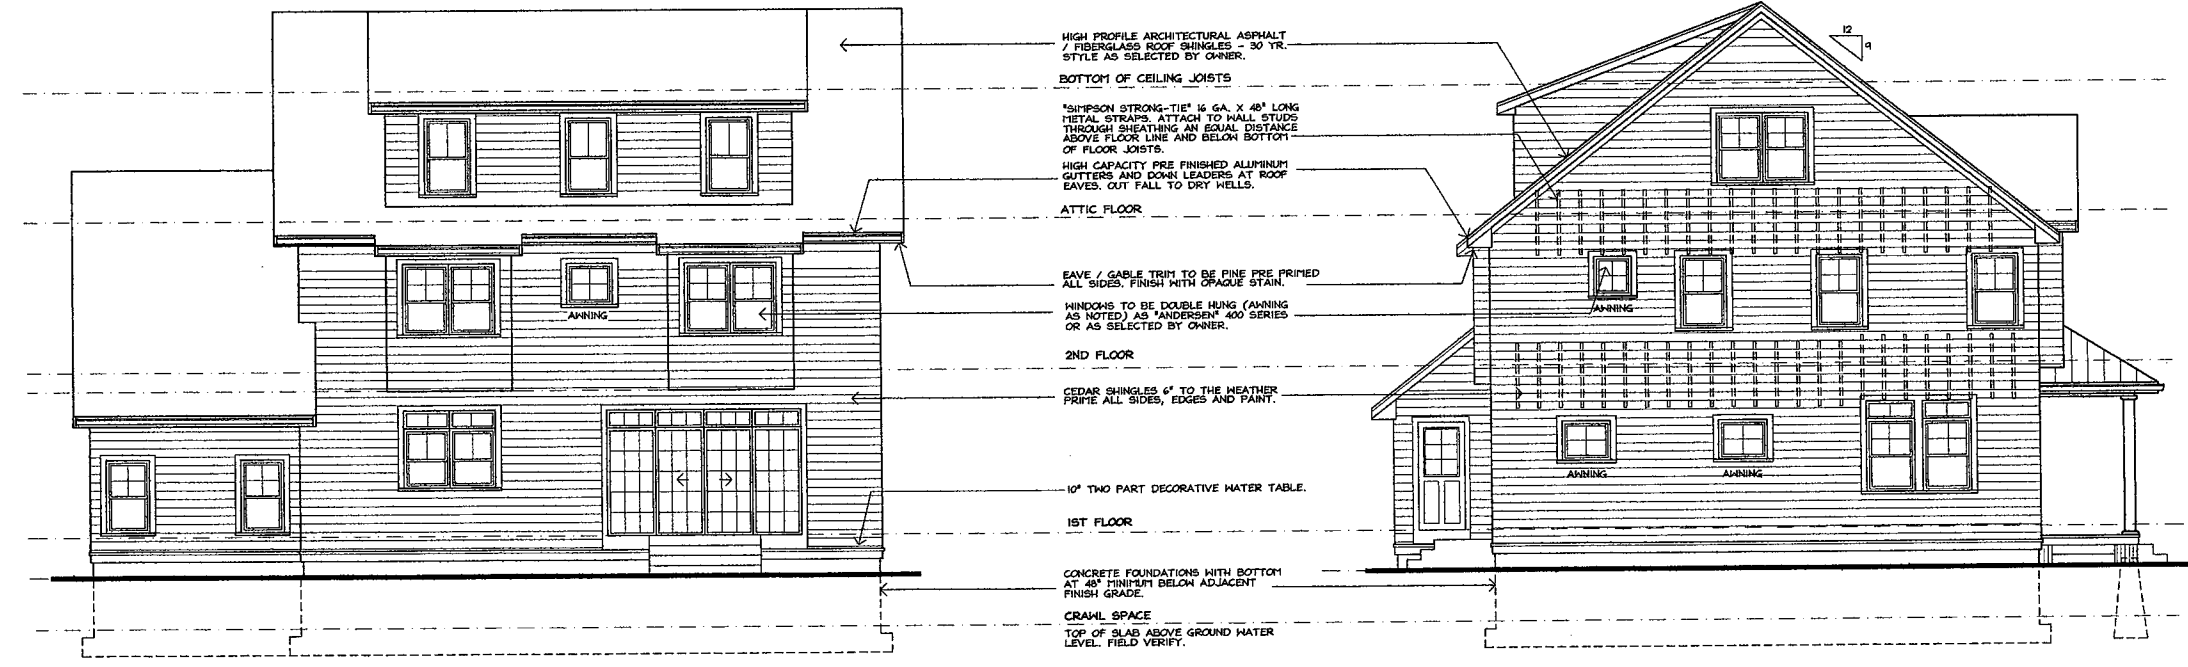 HIGH PROFILE ARCHITECTURAL ASPHALT
/ FIBERGLASS ROOF SHINGLES - 30 YR.
STYLE AS SELECTED BY OWNER.
12
9
BOTTOM OF CEILING JOISTS
"SIMPSON STRONG-TIE" 16 GA. X 48" LONG
METAL STRAPS. ATTACH TO WALL STUDS
THROUGH SHEATHING AN EQUAL DISTANCE
ABOVE FLOOR LINE AND BELOW BOTTOM
OF FLOOR JOISTS.
HIGH CAPACITY PRE FINISHED ALUMINUM
GUTTERS AND DOWN LEADERS AT ROOF
EAVES. OUT FALL TO DRY WELLS.
ATTIC FLOOR
EAVE / GABLE TRIM TO BE PINE PRE PRIMED
ALL SIDES. FINISH WITH OPAQUE STAIN.
WINDOWS TO BE DOUBLE HUNG (AWNING
AS NOTED) AS "ANDERSEN" 400 SERIES
OR AS SELECTED BY OWNER.
AWNING
AWNING
2ND FLOOR
CEDAR SHINGLES 6" TO THE WEATHER
PRIME ALL SIDES, EDGES AND PAINT.
AWNING
AWNING
10" TWO PART DECORATIVE WATER TABLE.
1ST FLOOR
CONCRETE FOUNDATIONS WITH BOTTOM
AT 48" MINIMUM BELOW ADJACENT
FINISH GRADE.
CRAWL SPACE
TOP OF SLAB ABOVE GROUND WATER
LEVEL. FIELD VERIFY.